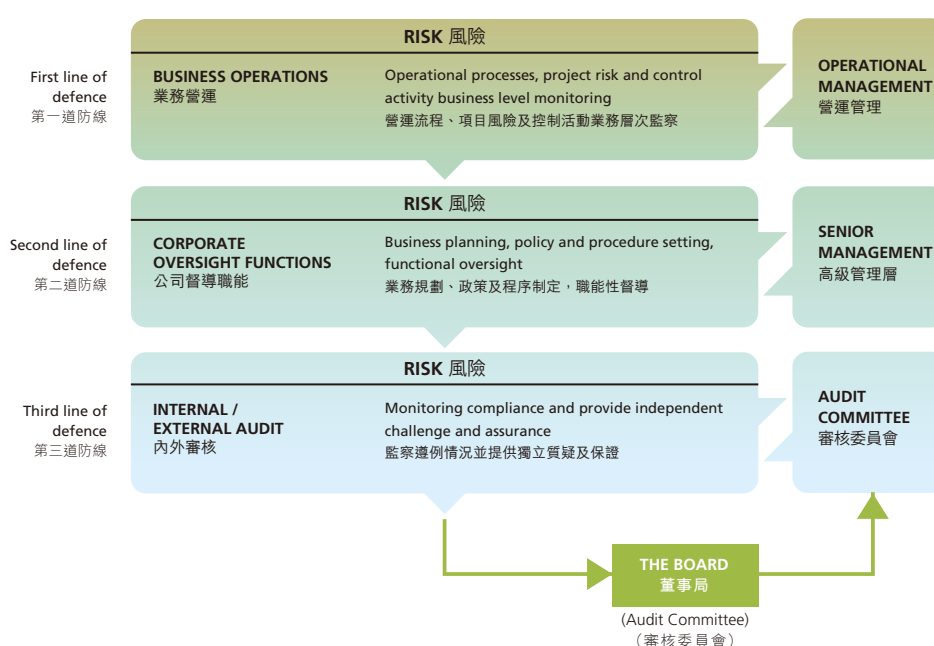 RISK 風險
First line of
defence
第一道防線
BUSINESS OPERATIONS
業務營運
Operational processes, project risk and control
activity business level monitoring
營運流程、項目風險及控制活動業務層次監察
OPERATIONAL
MANAGEMENT
營運管理
RISK 風險
Second line of
defence
第二道防線
CORPORATE
OVERSIGHT FUNCTIONS
公司督導職能
Business planning, policy and procedure setting,
functional oversight
業務規劃、政策及程序制定，職能性督導
SENIOR
MANAGEMENT
高級管理層
RISK 風險
Third line of
defence
第三道防線
INTERNAL /
EXTERNAL AUDIT
內外審核
Monitoring compliance and provide independent
challenge and assurance
監察遵例情況並提供獨立質疑及保證
AUDIT
COMMITTEE
審核委員會
THE BOARD
董事局
(Audit Committee)
（審核委員會）